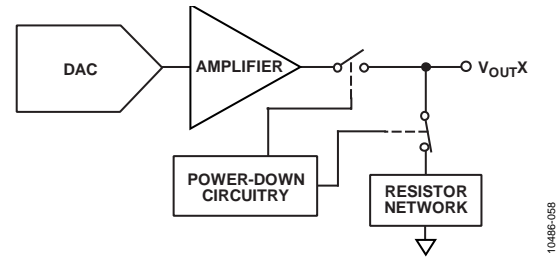 DAC
AMPLIFIER
VOUTX
POWER-DOWN
CIRCUITRY
RESISTOR
NETWORK
10486-058